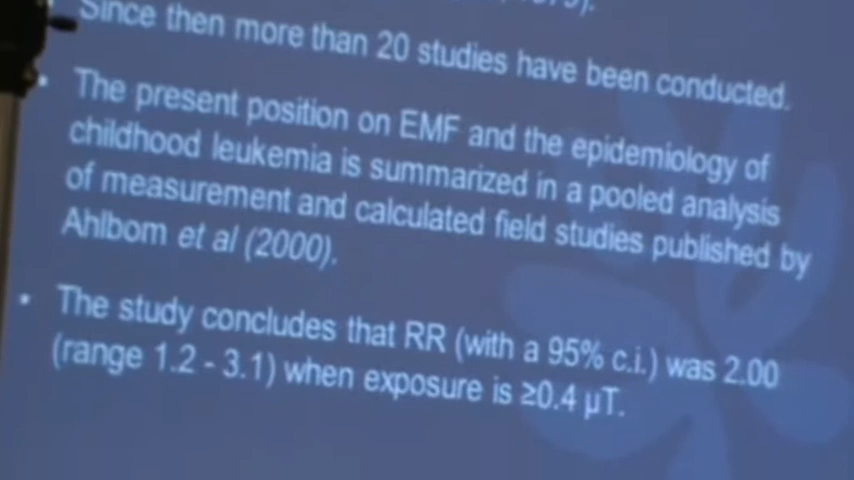 Since then more than 20 studies have been conducted.
• The present position on EMF and the epidemiology of
childhood leukemia is summarized in a pooled analysis
of measurement and calculated field studies published by
Ahlbom et al (2000).
• The study concludes that RR (with a 95% c.i.) was 2.00
(range 1.2 - 3.1) when exposure is ≥0.4 µT.